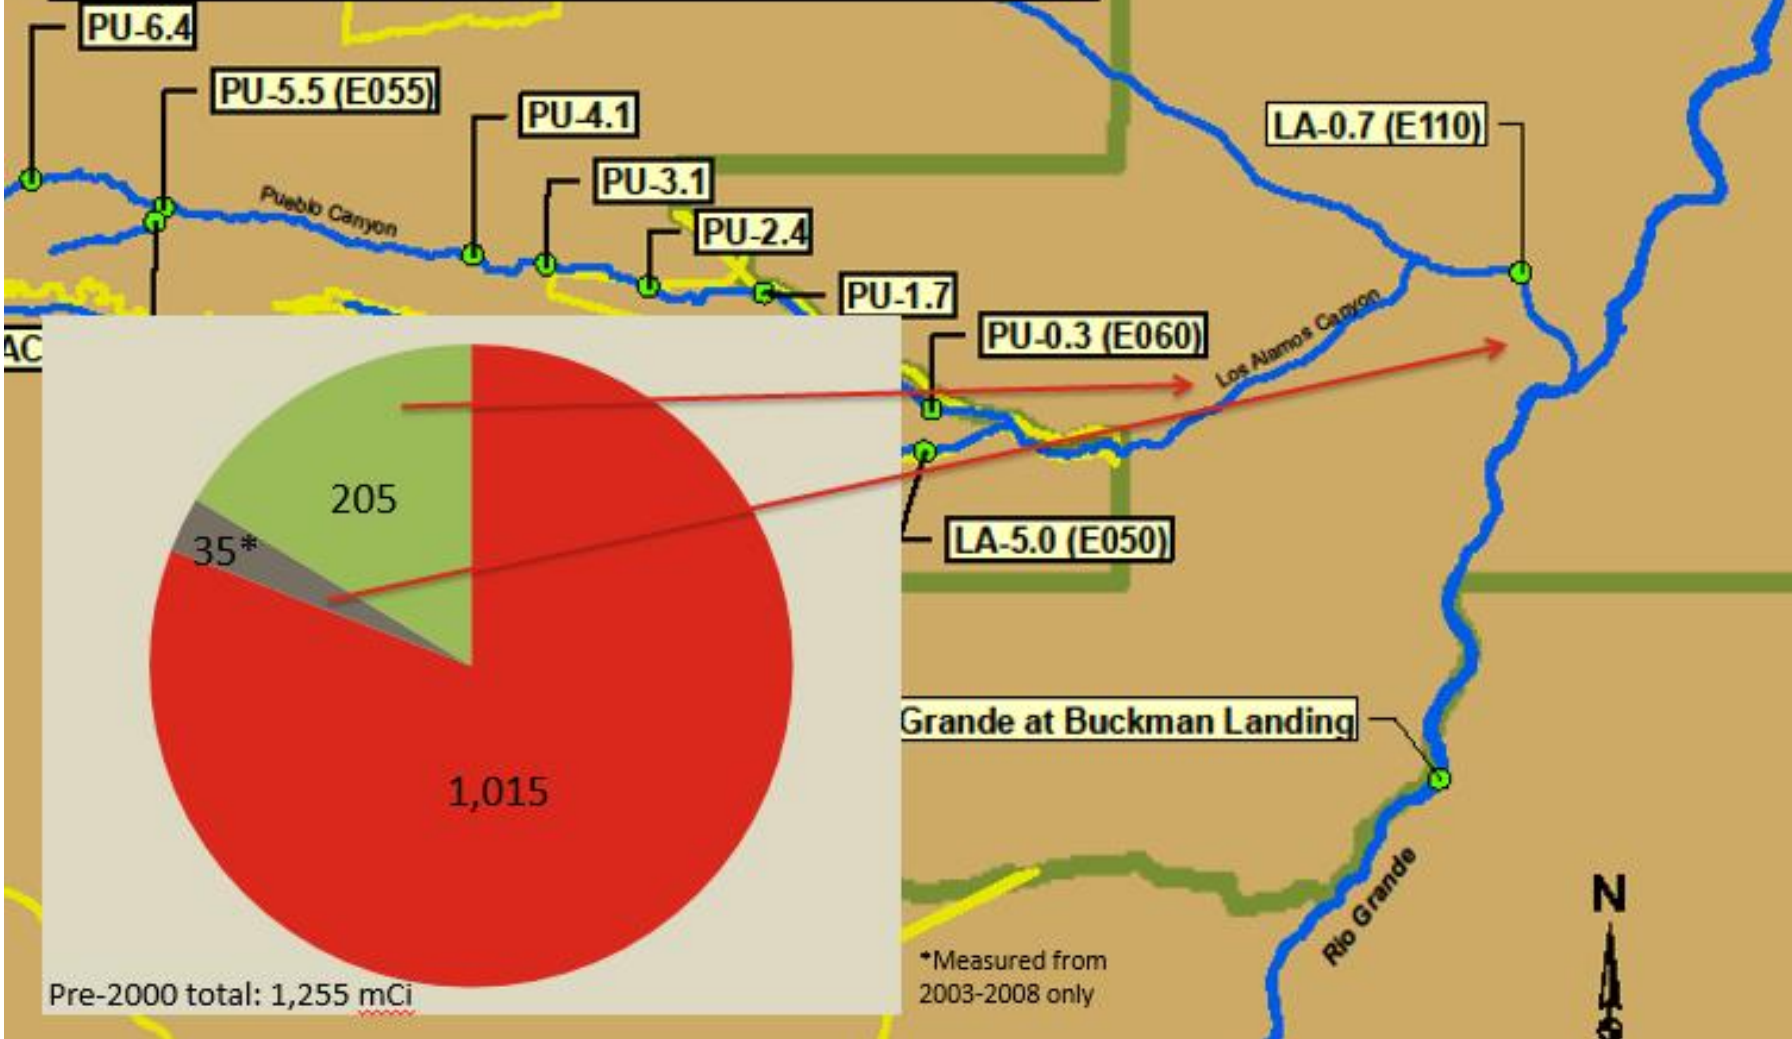 PU-6.4
PU-5.5 (E055)
PU-4.1
LA-0.7 (E110)
PU-3.1
Pueblo Canyon
PU-2.4
PU-1.7
PU-0.3 (E060)
Los Alamos Canyon
AC
205
35*
LA-5.0 (E050)
Grande at Buckman Landing
1,015
Rio Grande
N
*Measured from
2003-2008 only
Pre-2000 total: 1,255 mCi